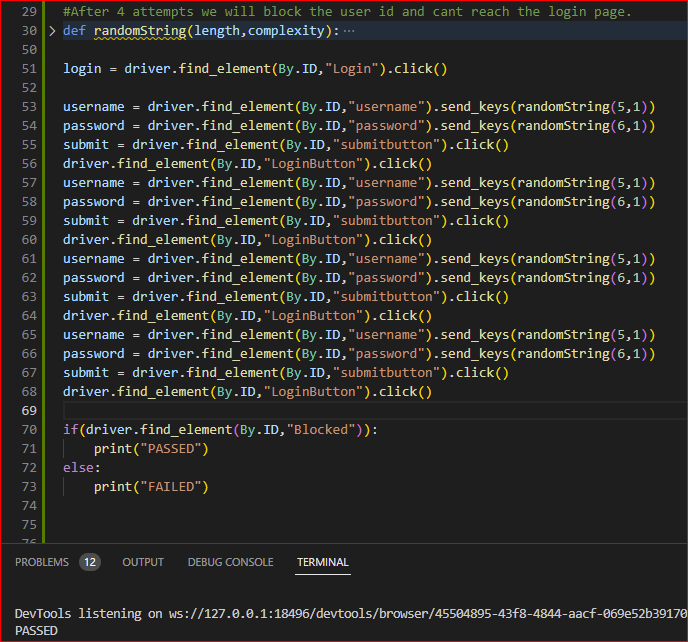 29 #After 4 attempts we will block the user id and cant reach the login page.
30 > def randomString(length,complexity):···
50
51 login = driver.find_element(By.ID,"Login").click()
52
53 username = driver.find_element(By.ID,"username").send_keys(randomString(5,1))
54 password = driver.find_element(By.ID,"password").send_keys(randomString(6,1))
55 submit = driver.find_element(By.ID,"submitbutton").click()
56 driver.find_element(By.ID,"LoginButton").click()
57 username = driver.find_element(By.ID,"username").send_keys(randomString(5,1))
58 password = driver.find_element(By.ID,"password").send_keys(randomString(6,1))
59 submit = driver.find_element(By.ID,"submitbutton").click()
60 driver.find_element(By.ID,"LoginButton").click()
61 username = driver.find_element(By.ID,"username").send_keys(randomString(5,1))
62 password = driver.find_element(By.ID,"password").send_keys(randomString(6,1))
63 submit = driver.find_element(By.ID,"submitbutton").click()
64 driver.find_element(By.ID,"LoginButton").click()
65 username = driver.find_element(By.ID,"username").send_keys(randomString(5,1))
66 password = driver.find_element(By.ID,"password").send_keys(randomString(6,1))
67 submit = driver.find_element(By.ID,"submitbutton").click()
68 driver.find_element(By.ID,"LoginButton").click()
69
70 if(driver.find_element(By.ID,"Blocked")):
71 print("PASSED")
72 else:
73 print("FAILED")
74
75
76
PROBLEMS 12 OUTPUT DEBUG CONSOLE TERMINAL
DevTools listening on ws://127.0.0.1:18496/devtools/browser/45504895-43f8-4844-aacf-069e52b39170
PASSED